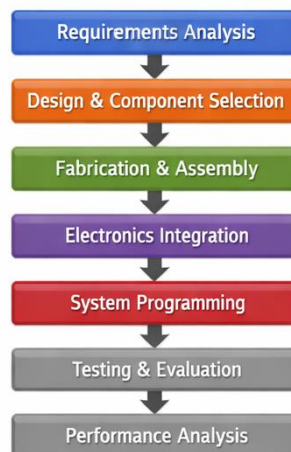 Requirements Analysis
Design & Component Selection
Fabrication & Assembly
Electronics Integration
System Programming
Testing & Evaluation
Performance Analysis